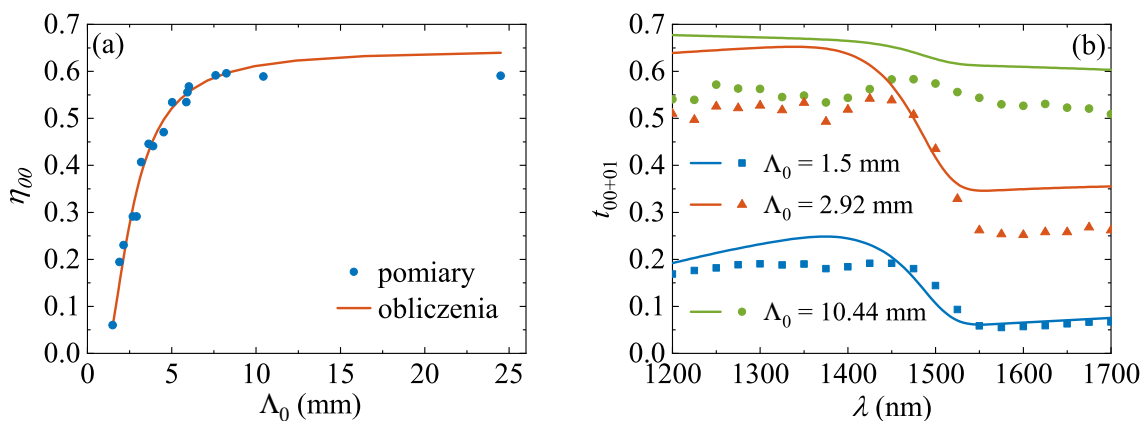 (a)
0.7
0.6
0.5
0.4
0.3
0.2
0.1
0.0
η00
pomiary
obliczenia
0 5 10 15 20 25
Λ0 (mm)
(b)
0.7
0.6
0.5
0.4
0.3
0.2
0.1
0.0
t00+01
Λ0 = 1.5 mm
Λ0 = 2.92 mm
Λ0 = 10.44 mm
1200 1300 1400 1500 1600 1700
λ (nm)